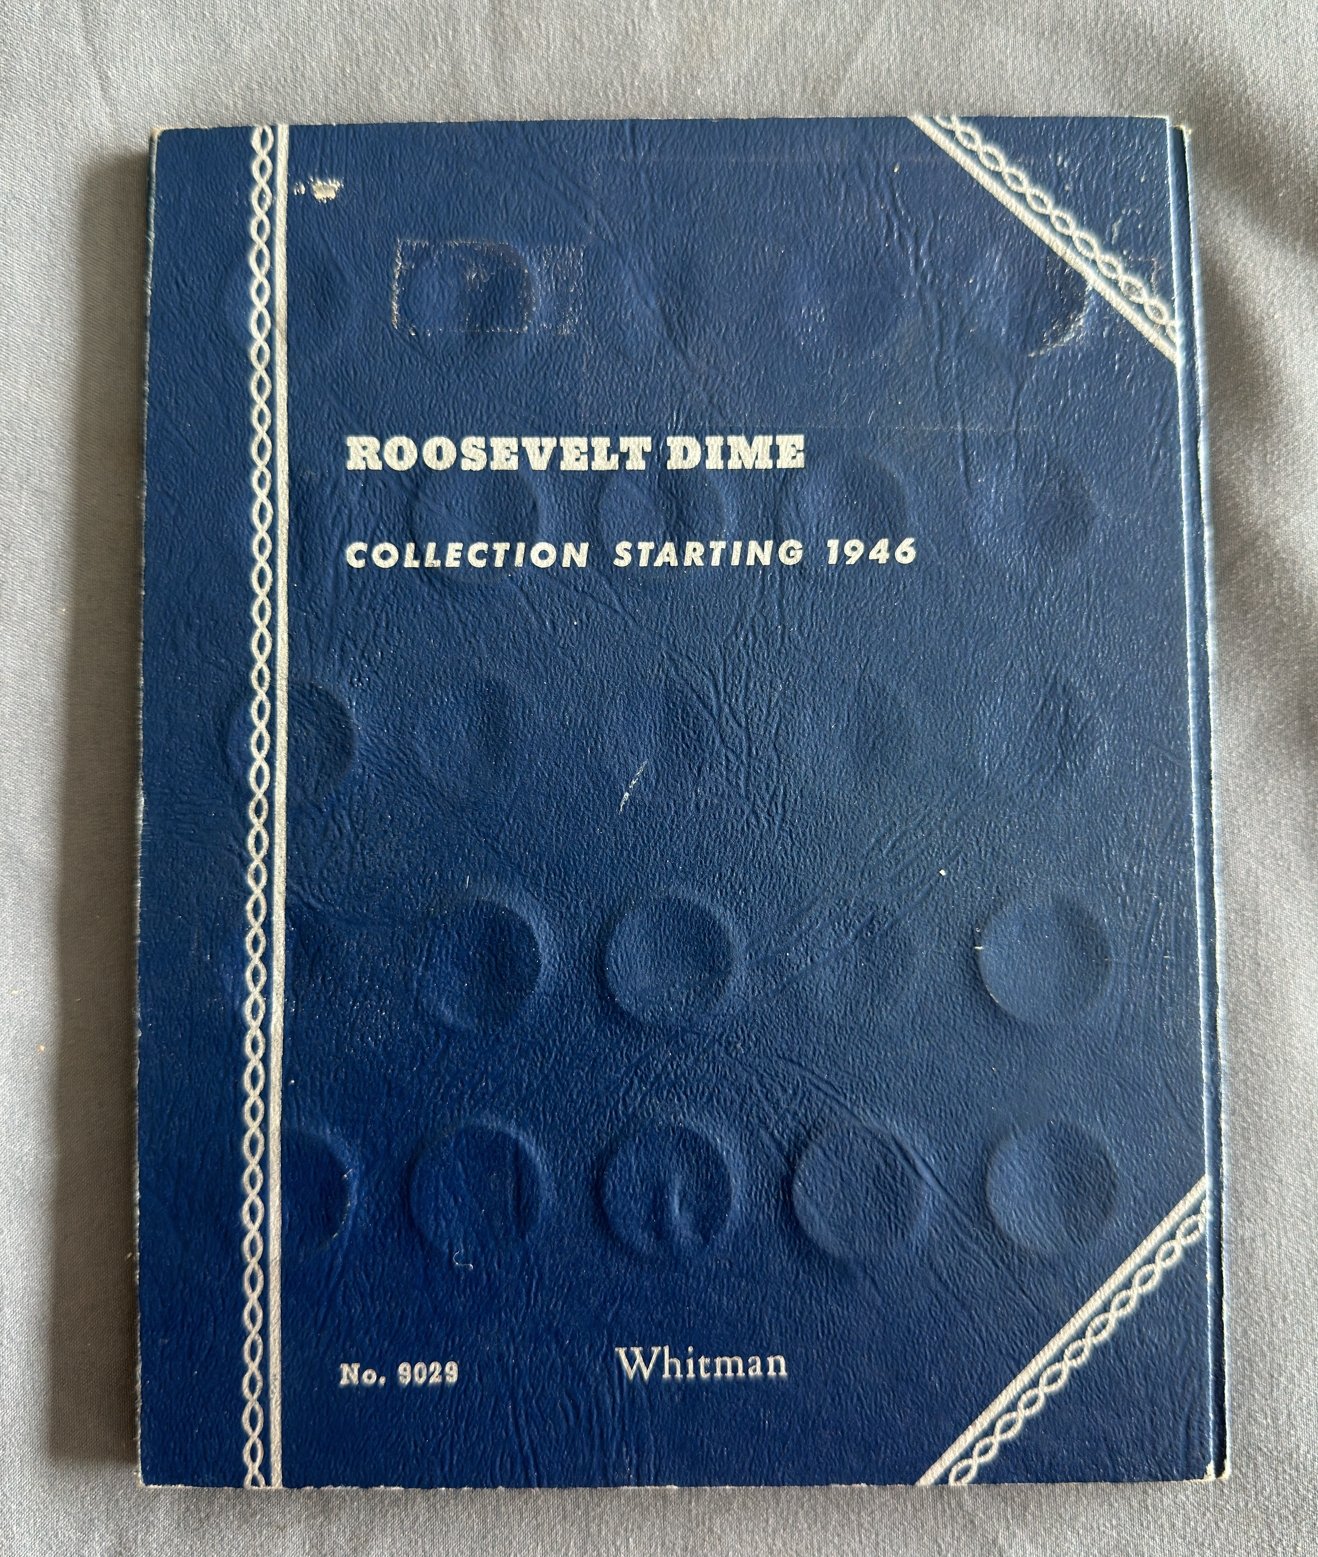 ROOSEVELT DIME
COLLECTION STARTING 1946
No. 9029 Whitman